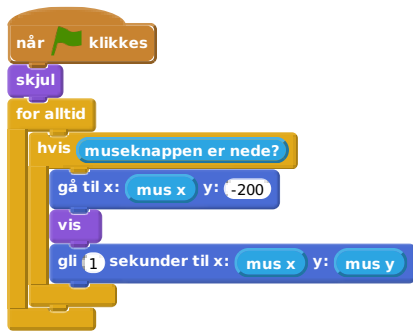 når klikkes
skjul
for alltid
hvis museknappen er nede?
gå til x: mus x y: -200
vis
gli 1 sekunder til x: mus x y: mus y